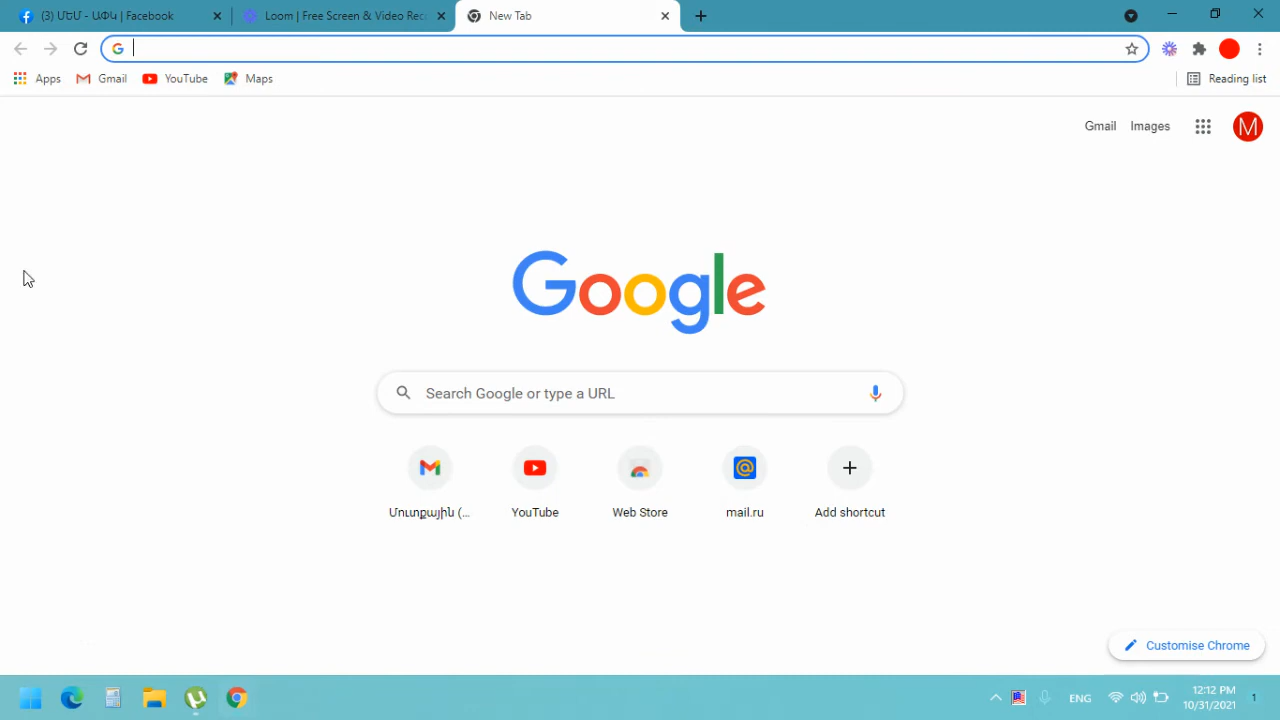 (3) ՄԵՄ - ԱՓԿ | Facebook
Loom | Free Screen & Video Rec
New Tab
Apps
Gmail
YouTube
Maps
Reading list
Gmail
Images
M
Google
Search Google or type a URL
Մուտքային (...
YouTube
Web Store
mail.ru
Add shortcut
Customise Chrome
ENG
12:12 PM
10/31/2021
1